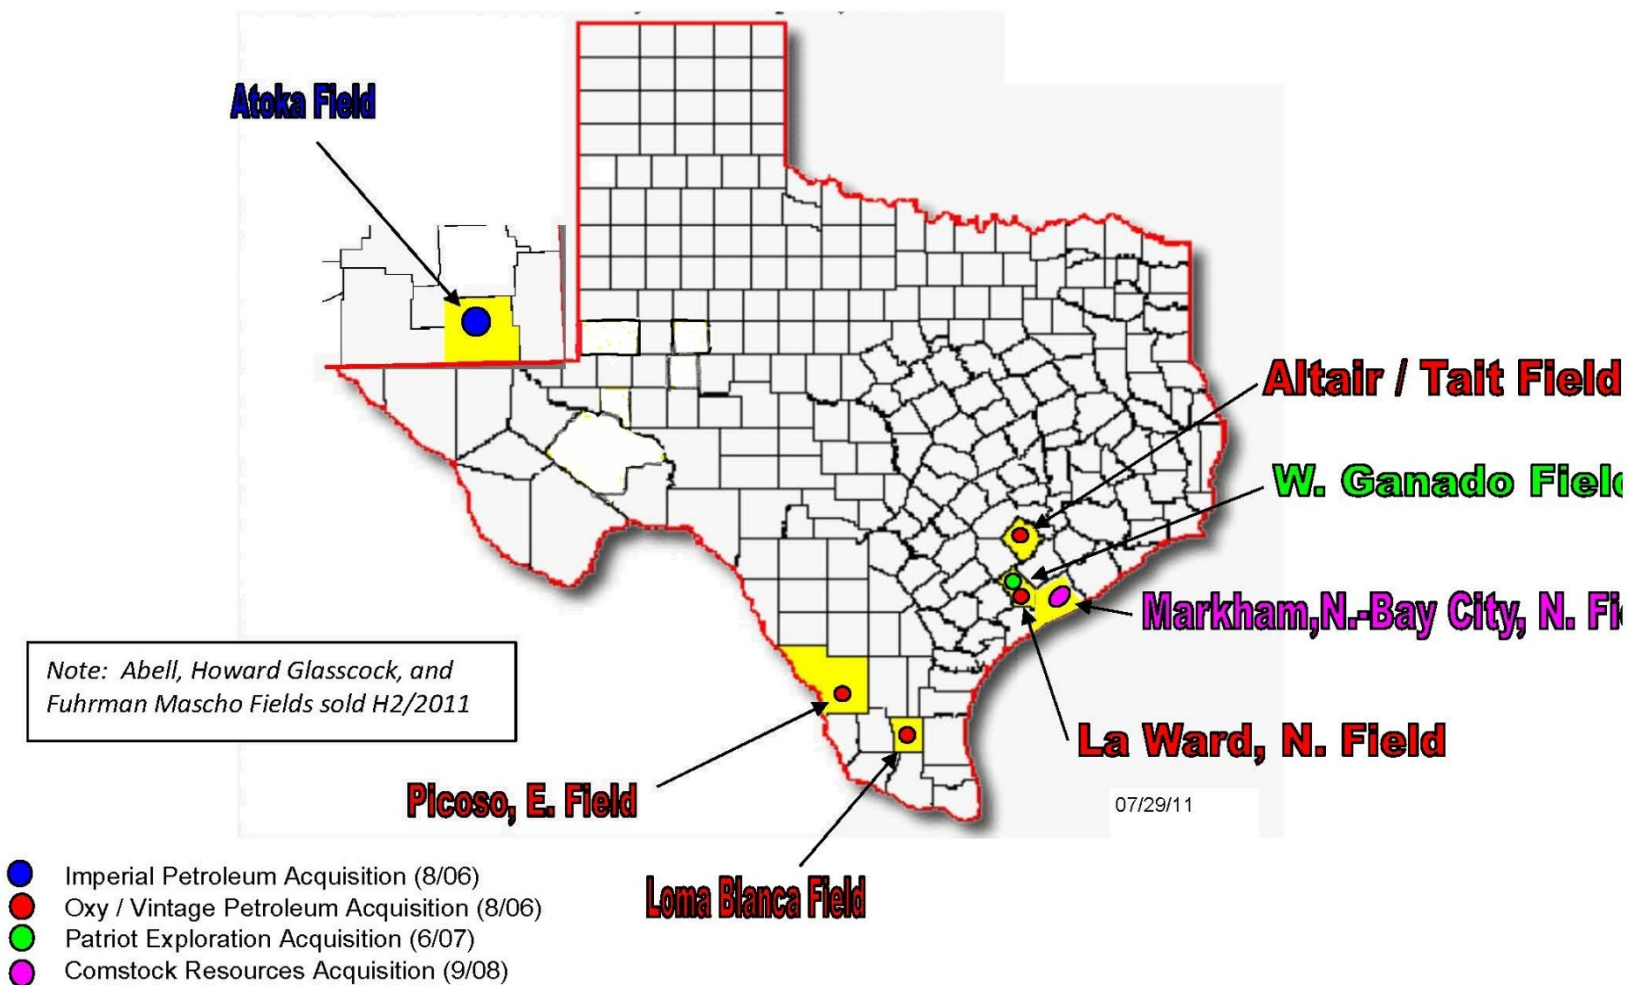 Atoka Field
Altair / Tait Field
W. Ganado Field
Markham,N.-Bay City, N. Fi
Note: Abell, Howard Glasscock, and
Fuhrman Mascho Fields sold H2/2011
La Ward, N. Field
Picoso, E. Field
07/29/11
Loma Blanca Field
Imperial Petroleum Acquisition (8/06)
Oxy / Vintage Petroleum Acquisition (8/06)
Patriot Exploration Acquisition (6/07)
Comstock Resources Acquisition (9/08)